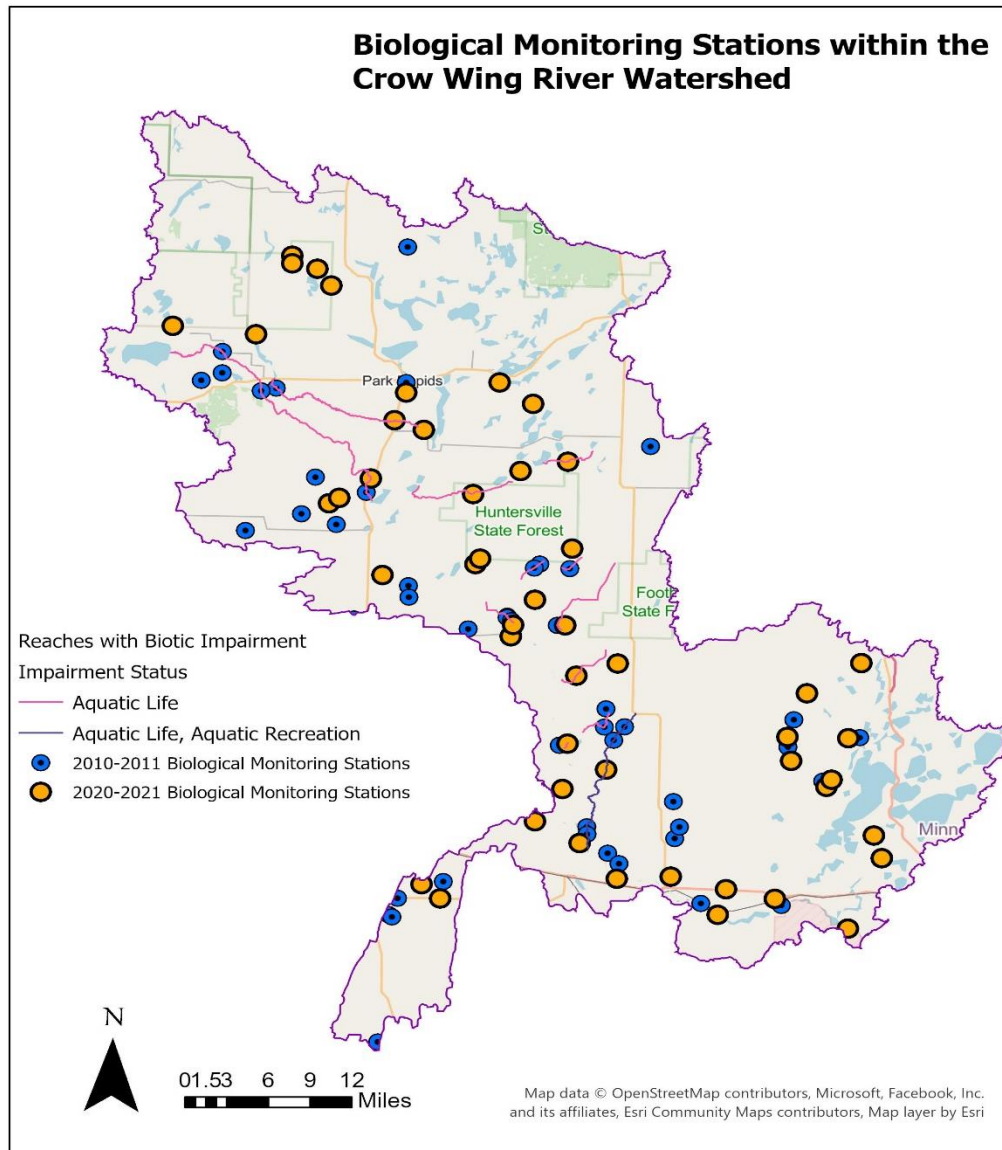 Biological Monitoring Stations within the
Crow Wing River Watershed
St
Park Rapids
Huntersville
State Forest
Foot
State F
Reaches with Biotic Impairment
Impairment Status
Aquatic Life
Aquatic Life, Aquatic Recreation
2010-2011 Biological Monitoring Stations
2020-2021 Biological Monitoring Stations
Minn
N
01.53 6 9 12
Miles
Map data © OpenStreetMap contributors, Microsoft, Facebook, Inc.
and its affiliates, Esri Community Maps contributors, Map layer by Esri